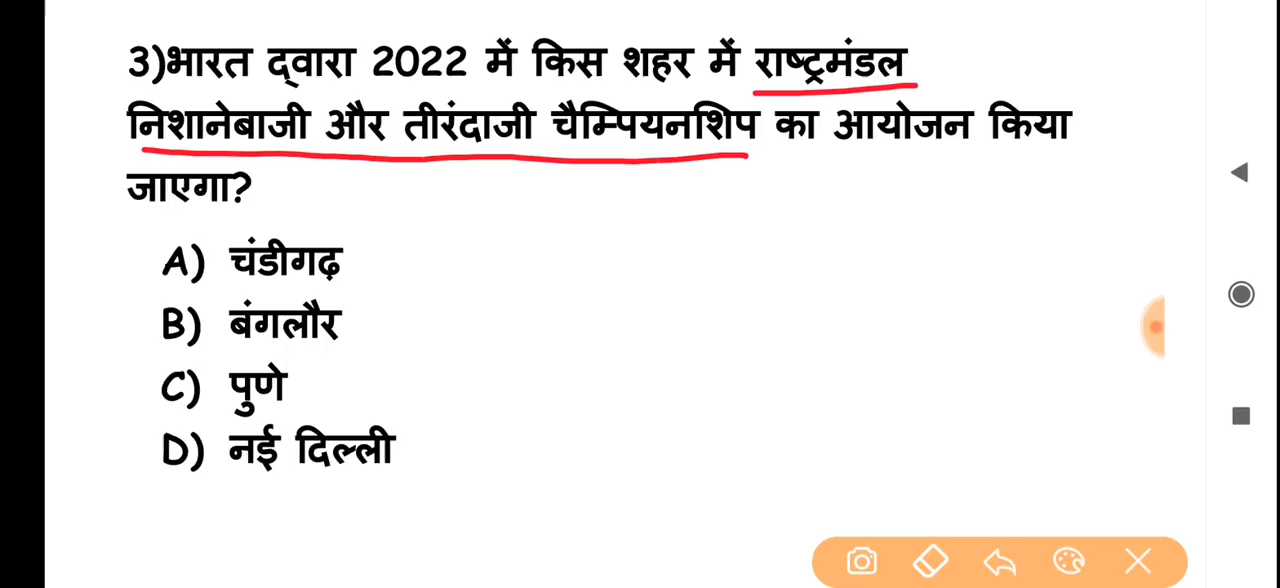 3)भारत द्वारा 2022 में किस शहर में राष्ट्रमंडल
निशानेबाजी और तीरंदाजी चैम्पियनशिप का आयोजन किया
जाएगा?
A) चंडीगढ़
B) बंगलौर
C) पुणे
D) नई दिल्ली